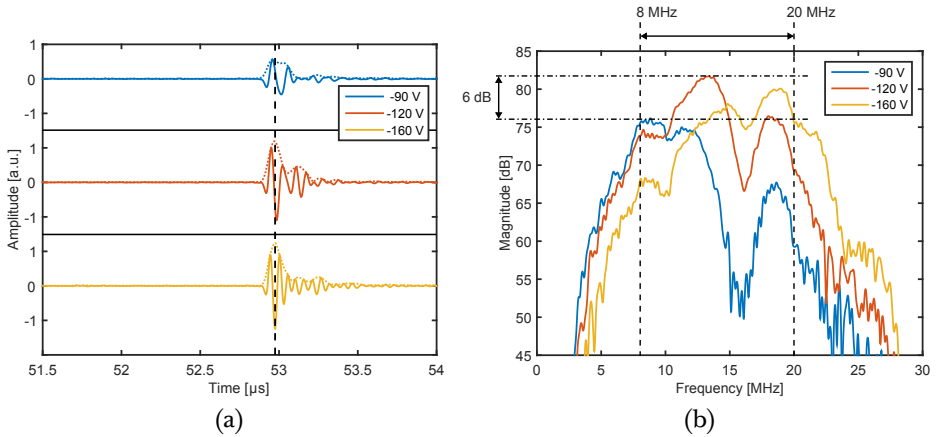 8 MHz
20 MHz
1
0
-1
-90 V
-120 V
-160 V
1
0
-1
1
0
-1
Amplitude [a.u.]
51.5 52 52.5 53 53.5 54
Time [µs]
(a)
6 dB
85
80
75
70
65
60
55
50
45
Magnitude [dB]
-90 V
-120 V
-160 V
0 5 10 15 20 25 30
Frequency [MHz]
(b)